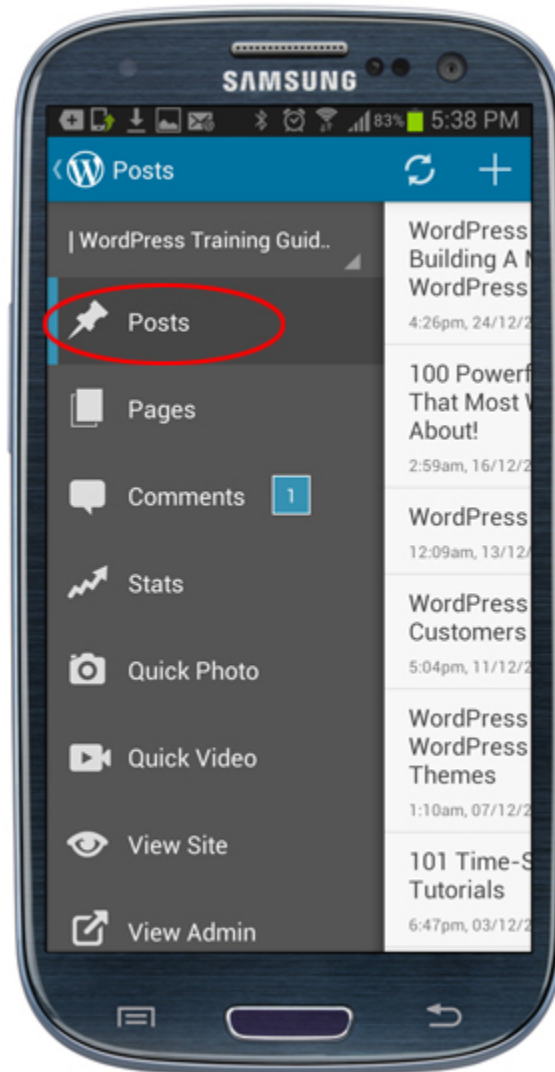 SAMSUNG
83% 5:38 PM
Posts
| WordPress Training Guid..
Posts
Pages
Comments 1
Stats
Quick Photo
Quick Video
View Site
View Admin
WordPress
Building A
WordPress
4:26pm, 24/12/2
100 Powerf
That Most
About!
2:59am, 16/12/2
WordPress
12:09am, 13/12/
WordPress
Customers
5:04pm, 11/12/2
WordPress
WordPress
Themes
1:10am, 07/12/2
101 Time-S
Tutorials
6:47pm, 03/12/2